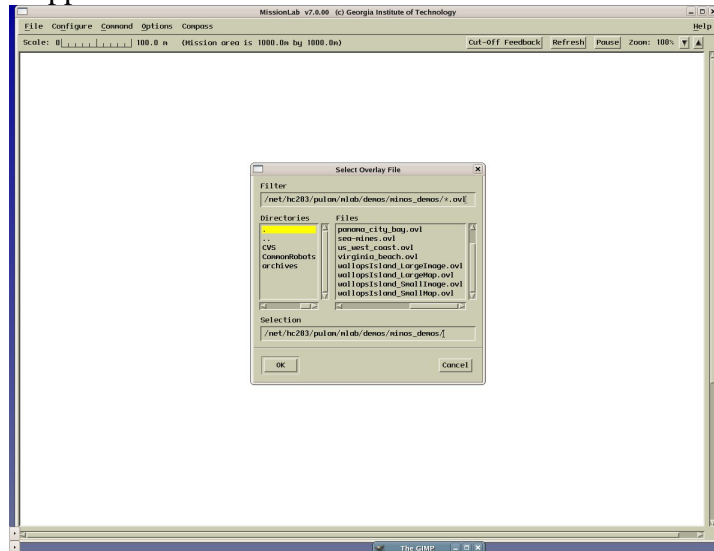 MissionLab v7.0.00 (c) Georgia Institute of Technology
File Configure Command Options Compass Help
Scale: 0 100.0 m (Mission area is 1000.0m by 1000.0m) Cut-Off Feedback Refresh Pause Zoom: 100%
Select Overlay File
Filter
/net/hc283/pulam/mlab/demos/minos_demos/*.ovl
Directories Files
. panama_city_bay.ovl
.. sea-mines.ovl
CVS us_west_coast.ovl
CommonRobots virginia_beach.ovl
archives wallopsIsland_LargeImage.ovl
wallopsIsland_LargeMap.ovl
wallopsIsland_SmallImage.ovl
wallopsIsland_SmallMap.ovl
Selection
/net/hc283/pulam/mlab/demos/minos_demos/
OK Cancel
The GIMP